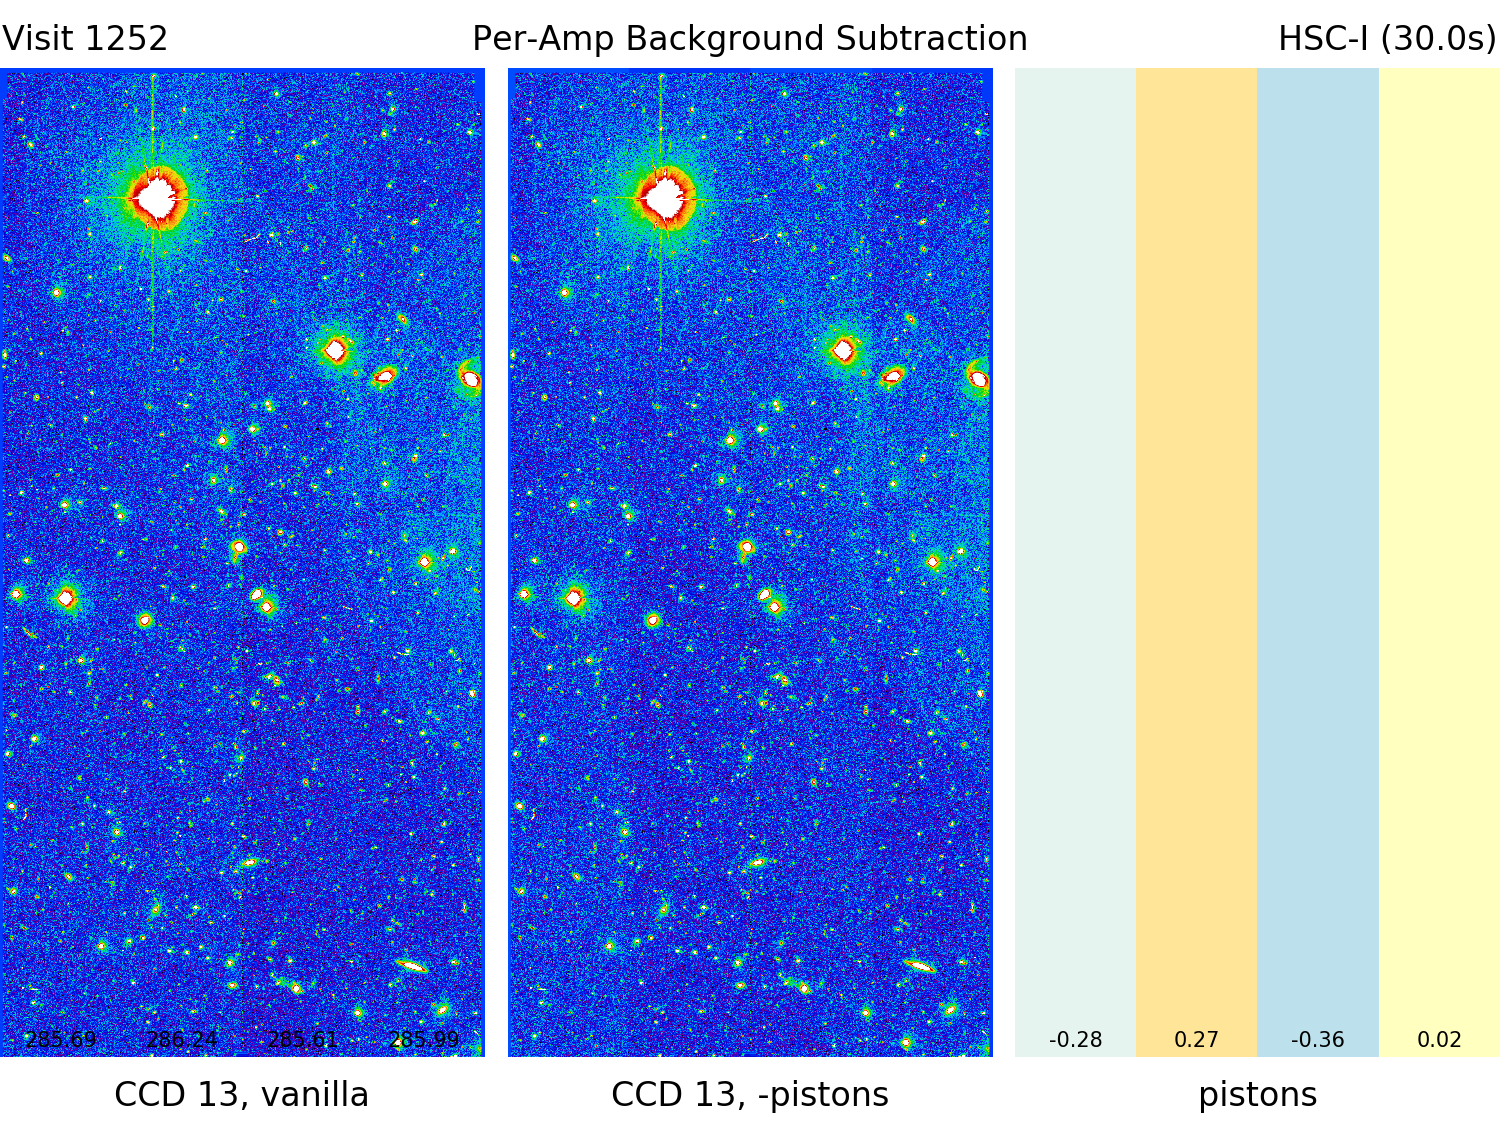 Visit 1252 Per-Amp Background Subtraction HSC-I (30.0s)
285.69 286.24 285.61 285.99 -0.28 0.27 -0.36 0.02
CCD 13, vanilla CCD 13, -pistons pistons